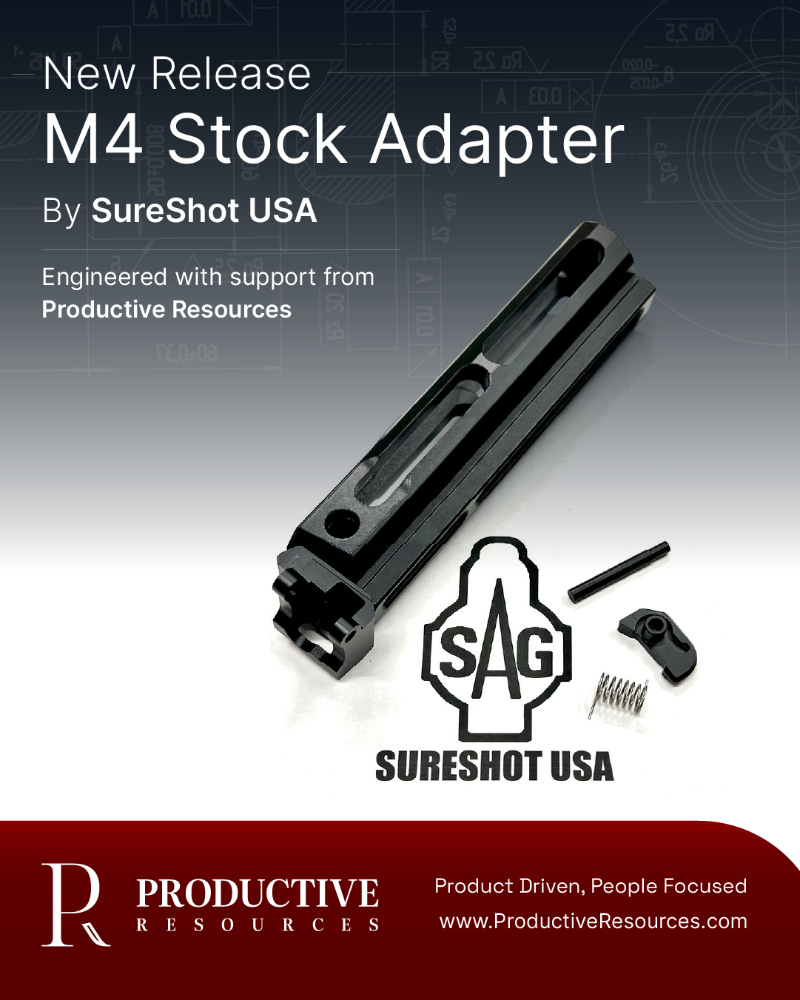 New Release
M4 Stock Adapter
By SureShot USA
Engineered with support from
Productive Resources
SAG
SURESHOT USA
R PRODUCTIVE
RESOURCES
Product Driven, People Focused
www.ProductiveResources.com